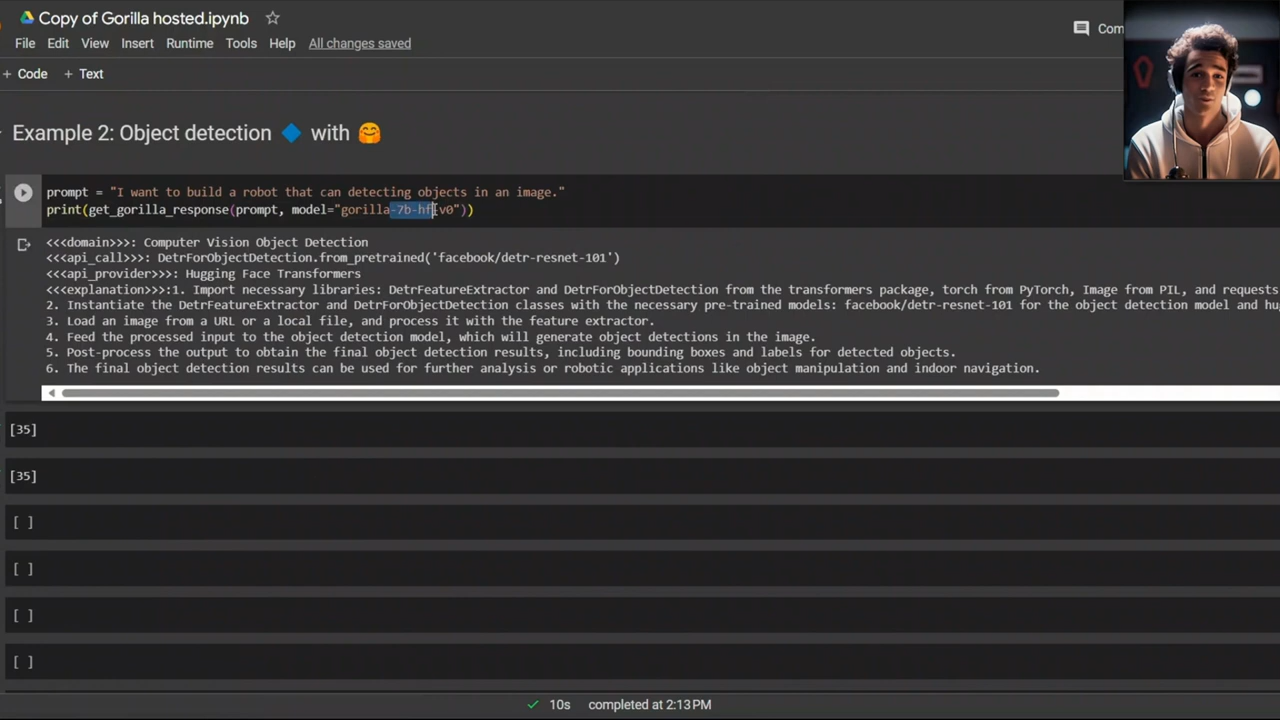 Copy of Gorilla hosted.ipynb
File Edit View Insert Runtime Tools Help All changes saved
+ Code + Text
Example 2: Object detection 🔷 with 🤗
prompt = "I want to build a robot that can detecting objects in an image."
print(get_gorilla_response(prompt, model="gorilla-7b-hf-v0"))
<<<domain>>>: Computer Vision Object Detection
<<<api_call>>>: DetrForObjectDetection.from_pretrained('facebook/detr-resnet-101')
<<<api_provider>>>: Hugging Face Transformers
<<<explanation>>>:1. Import necessary libraries: DetrFeatureExtractor and DetrForObjectDetection from the transformers package, torch from PyTorch, Image from PIL, and requests
2. Instantiate the DetrFeatureExtractor and DetrForObjectDetection classes with the necessary pre-trained models: facebook/detr-resnet-101 for the object detection model and
3. Load an image from a URL or a local file, and process it with the feature extractor.
4. Feed the processed input to the object detection model, which will generate object detections in the image.
5. Post-process the output to obtain the final object detection results, including bounding boxes and labels for detected objects.
6. The final object detection results can be used for further analysis or robotic applications like object manipulation and indoor navigation.
[35]
[35]
[ ]
[ ]
[ ]
[ ]
10s completed at 2:13 PM